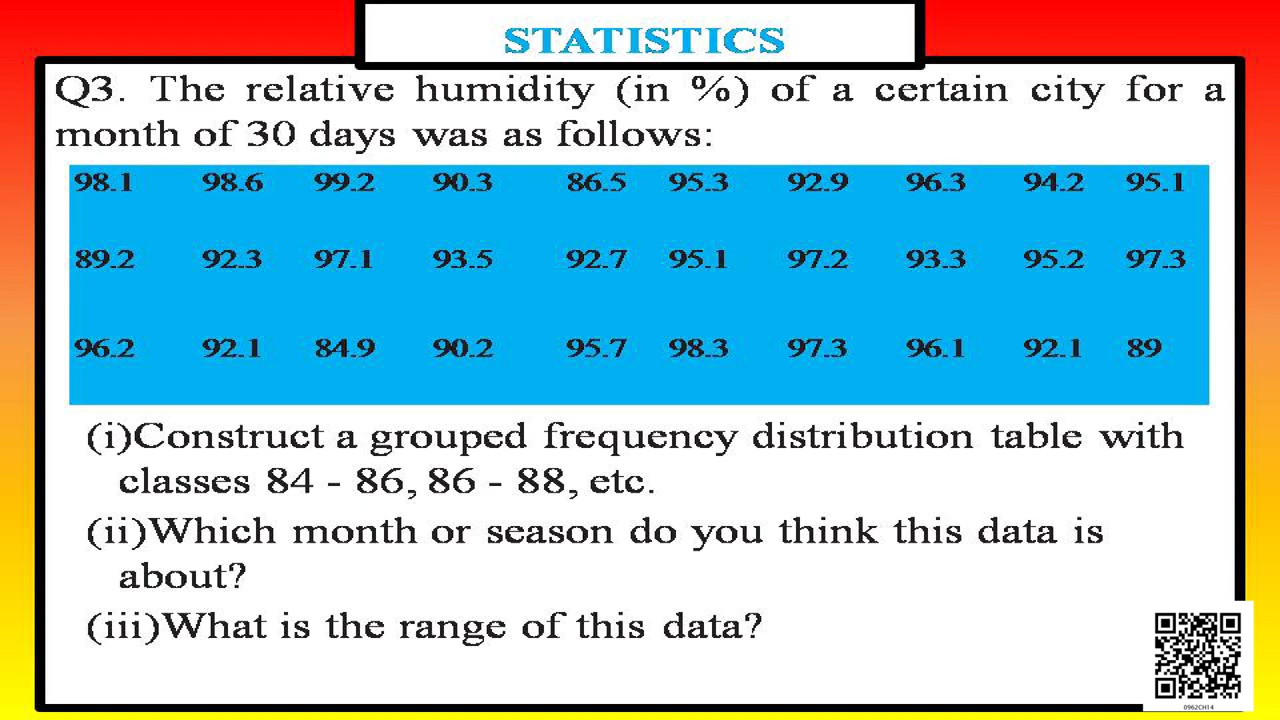 STATISTICS
Q3. The relative humidity (in %) of a certain city for a
month of 30 days was as follows:
98.1 98.6 99.2 90.3 86.5 95.3 92.9 96.3 94.2 95.1
89.2 92.3 97.1 93.5 92.7 95.1 97.2 93.3 95.2 97.3
96.2 92.1 84.9 90.2 95.7 98.3 97.3 96.1 92.1 89
(i)Construct a grouped frequency distribution table with
classes 84 - 86, 86 - 88, etc.
(ii)Which month or season do you think this data is
about?
(iii)What is the range of this data?
0962CH14